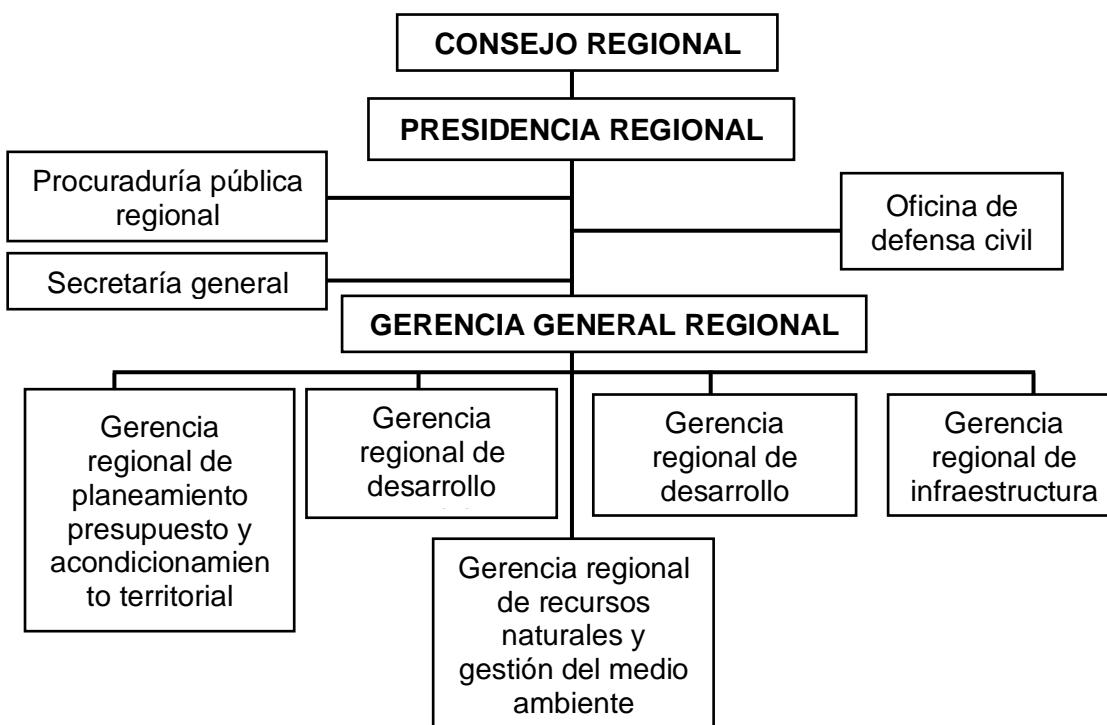 CONSEJO REGIONAL
PRESIDENCIA REGIONAL
Procuraduría pública
regional
Oficina de
defensa civil
Secretaría general
GERENCIA GENERAL REGIONAL
Gerencia
regional de
planeamiento
presupuesto y
acondicionamien
to territorial
Gerencia
regional de
desarrollo
Gerencia
regional de
desarrollo
Gerencia
regional de
infraestructura
Gerencia regional
de recursos
naturales y
gestión del medio
ambiente